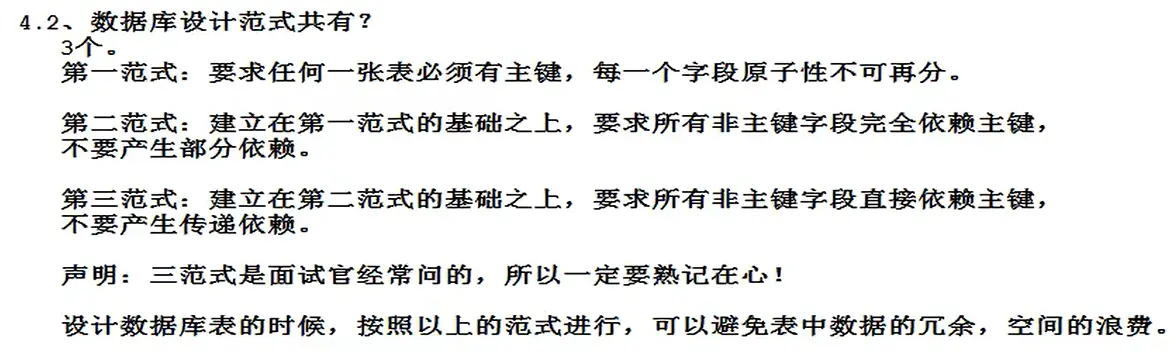 4.2、数据库设计范式共有？
3个。
第一范式：要求任何一张表必须有主键，每一个字段原子性不可再分。
第二范式：建立在第一范式的基础之上，要求所有非主键字段完全依赖主键，
不要产生部分依赖。
第三范式：建立在第二范式的基础之上，要求所有非主键字段直接依赖主键，
不要产生传递依赖。
声明：三范式是面试官经常问的，所以一定要熟记在心！
设计数据库表的时候，按照以上的范式进行，可以避免表中数据的冗余，空间的浪费。